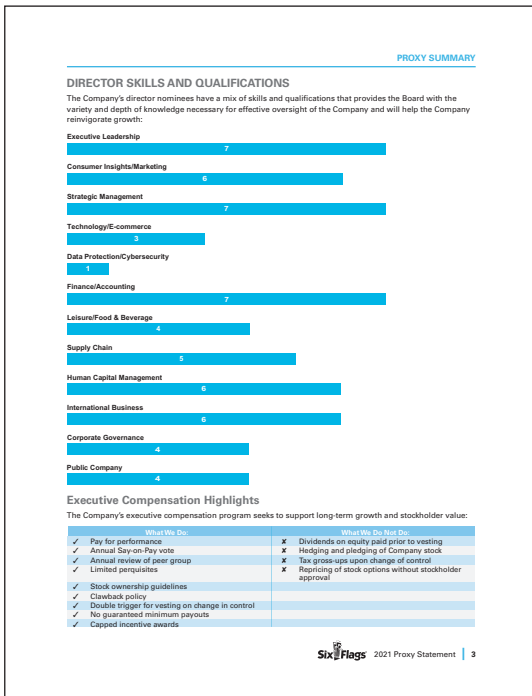 PROXY SUMMARY
DIRECTOR SKILLS AND QUALIFICATIONS
The Company's director nominees have a mix of skills and qualifications that provides the Board with the
variety and depth of knowledge necessary for effective oversight of the Company and will help the Company
reinvigorate growth:
Executive Leadership
7
Consumer Insights/Marketing
6
Strategic Management
7
Technology/E-commerce
3
Data Protection/Cybersecurity
1
Finance/Accounting
7
Leisure/Food & Beverage
4
Supply Chain
5
Human Capital Management
6
International Business
6
Corporate Governance
4
Public Company
4
Executive Compensation Highlights
The Company's executive compensation program seeks to support long-term growth and stockholder value:
What We Do: What We Do Not Do:
✓ Pay for performance ✘ Dividends on equity paid prior to vesting
✓ Annual Say-on-Pay vote ✘ Hedging and pledging of Company stock
✓ Annual review of peer group ✘ Tax gross-ups upon change of control
✓ Limited perquisites ✘ Repricing of stock options without stockholder
approval
✓ Stock ownership guidelines
✓ Clawback policy
✓ Double trigger for vesting on change in control
✓ No guaranteed minimum payouts
✓ Capped incentive awards
Six Flags 2021 Proxy Statement | 3